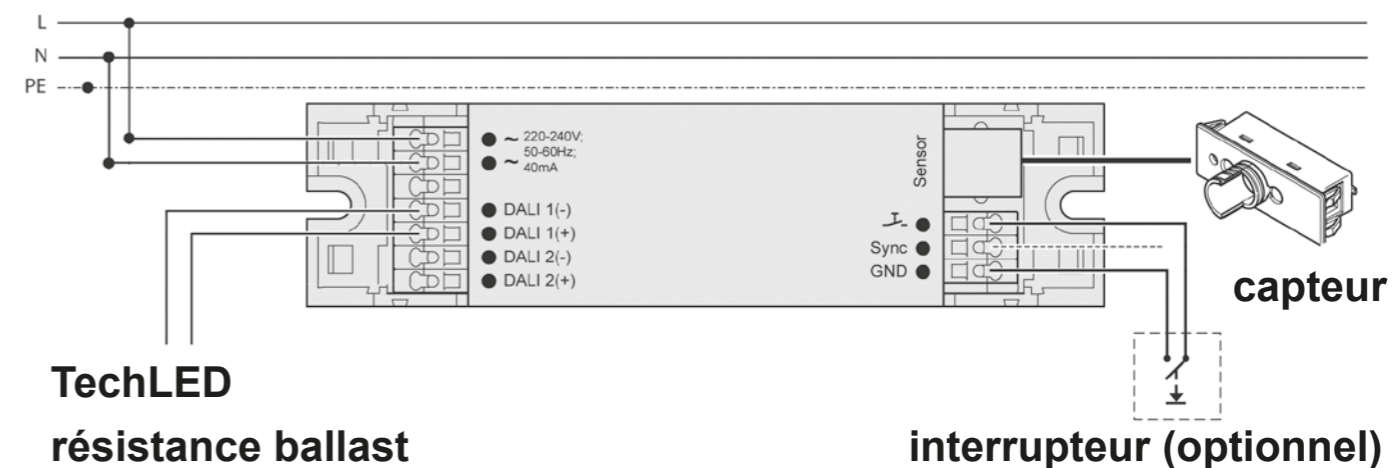 L
N
PE
~ 220-240V;
50-60Hz;
~ 40mA
DALI 1(-)
DALI 1(+)
DALI 2(-)
DALI 2(+)
Sensor
Sync
GND
capteur
TechLED
résistance ballast
interrupteur (optionnel)